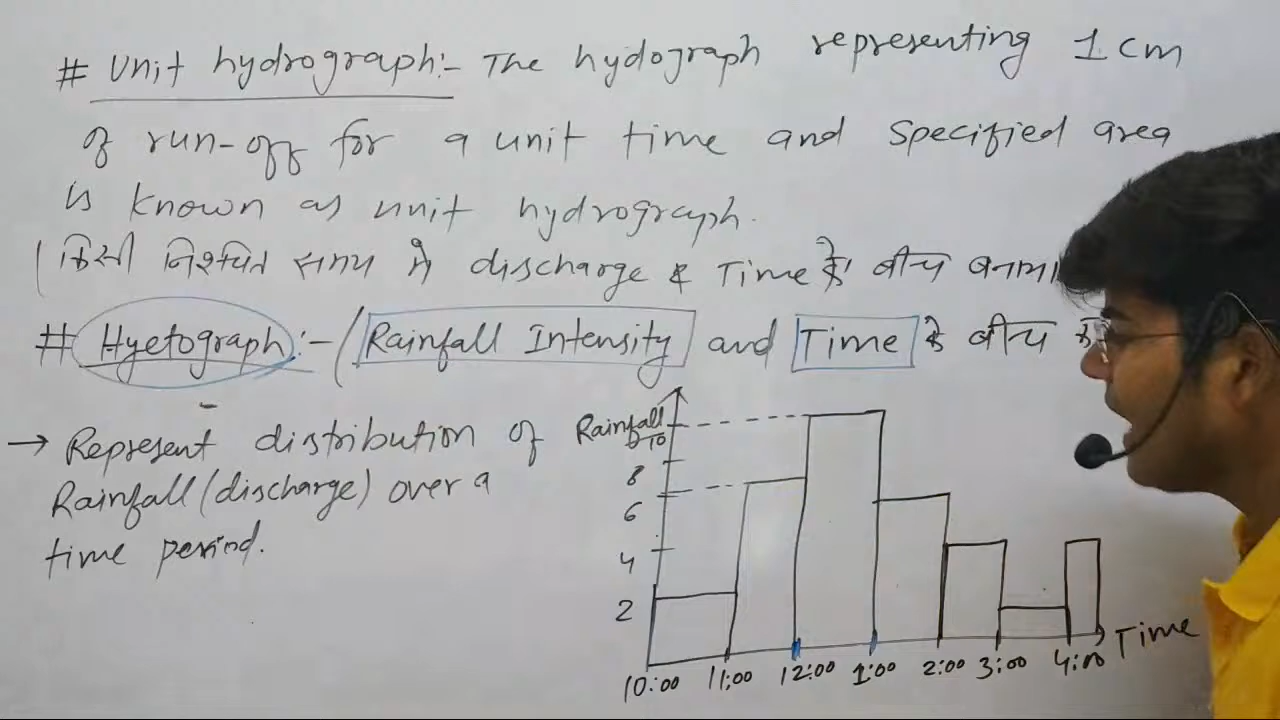 # Unit hydrograph:- The hydograph representing 1 cm
of run-off for a unit time and specified area
is known as unit hydrograph.
( किसी निश्चित समय में discharge & Time के बीच
# Hyetograph :- ( Rainfall Intensity and Time के बीच
→ Represent distribution of
Rainfall (discharge) over a
time period.
Rainfall
10
8
6
4
2
10:00 11:00 12:00 1:00 2:00 3:00 4:00 Time